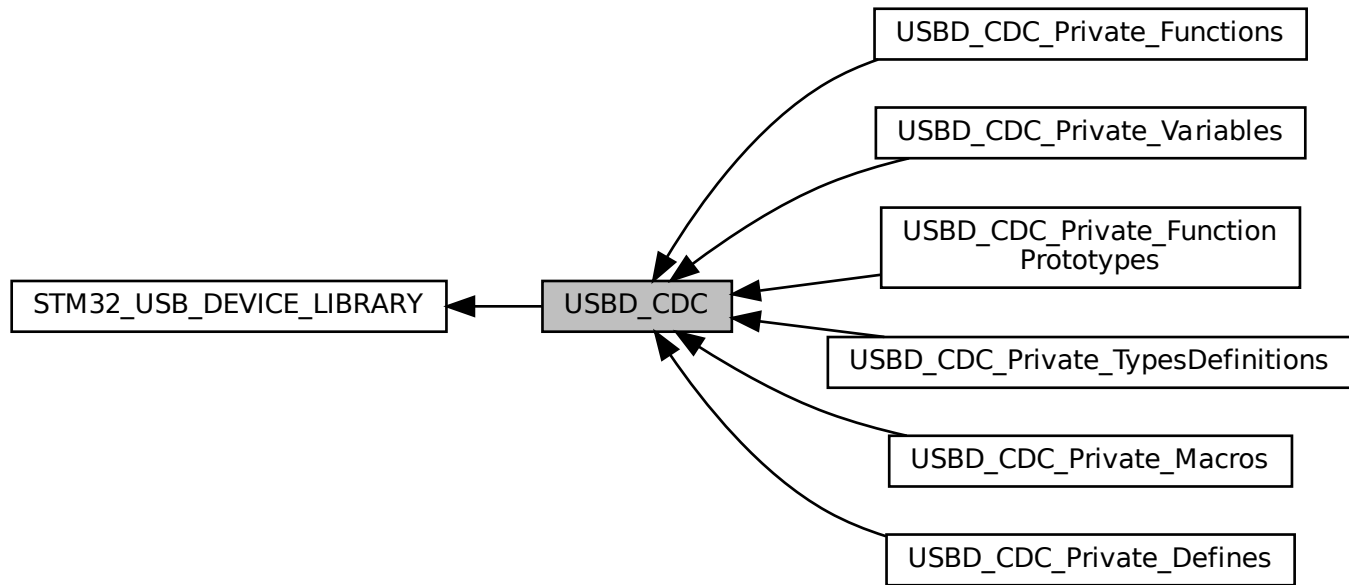 USBD_CDC_Private_Functions
USBD_CDC_Private_Variables
USBD_CDC_Private_Function
Prototypes
STM32_USB_DEVICE_LIBRARY
USBD_CDC
USBD_CDC_Private_TypesDefinitions
USBD_CDC_Private_Macros
USBD_CDC_Private_Defines